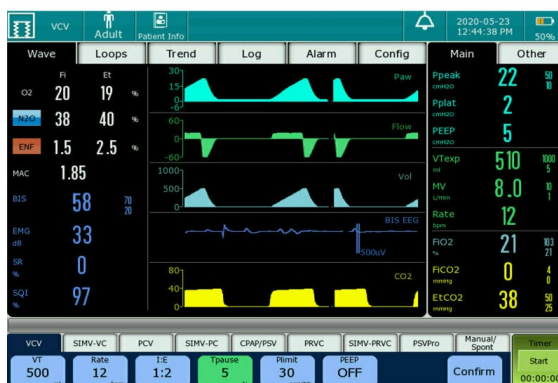 VCV
Adult
Patient Info
2020-05-23
12:44:38 PM
50%
Wave Loops Trend Log Alarm Config Main Other
Fi Et
O2 20 19 %
N2O 38 40 %
ENF 1.5 2.5 %
MAC 1.85
BIS 58 70 20
EMG dB 33
SR % 0
SQI % 97
30 15 0 -6 Paw
60 -60 Flow
1000 500 0 Vol
BIS EEG
500uV
80 40 0 CO2
Ppeak cmH2O 22 50 10
Pplat cmH2O 2
PEEP cmH2O 5
VTexp ml 510 1000 5
MV L/min 8.0 10 1
Rate bpm 12
FiO2 % 21 103 21
FiCO2 mmHg 0 4 0
EtCO2 mmHg 38 50 25
VCV SIMV-VC PCV SIMV-PC CPAP/PSV PRVC SIMV-PRVC PSVPro Manual/ Spont Timer
VT 500
Rate 12
I:E 1:2
Tpause 5
Plimit 30
PEEP OFF
Confirm
Start
00:00:00